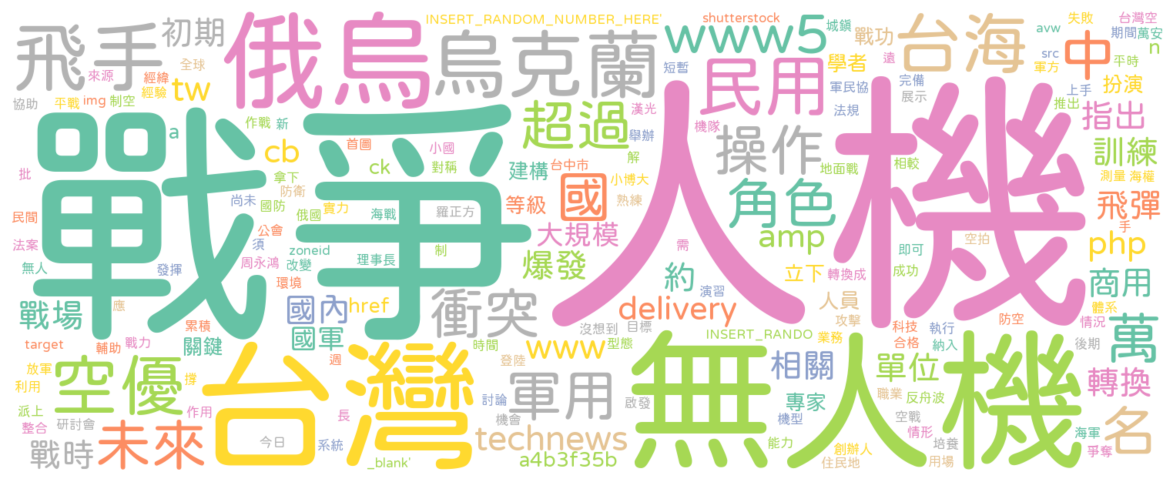 飛手
初期
俄烏
INSERT_RANDOM_NUMBER_HERE'
烏克蘭
shutterstock
www5
城鎮
avw
失敗
台灣空
期間
萬安
n
來源
經緯
全球
tw
經驗
短暫
民用
學者
戰功
台海
src
軍方
中
平時
遠
協助
平戰
img
制空
a
作戰
新
首圖
小國
漢光
舉辦
超過
機隊
軍民協
法規
完備
展示
上手
推出
扮演
指出
批
拿下
cb
ck
對稱
解
建構
台中市
小博大
熟練
操作
地面戰
相較
訓練
測量
海權
戰爭
人機
尚未
防衛
國防
實力
俄國
海戰
羅正方
等級
國
角色
飛彈
手
民間
公會
法案
須
zoneid
制
大規模
需
amp
空拍
php
無人
發揮
周永鴻
改變
理事長
爆發
約
立下
轉換成
即可
成功
商用
環境
戰場
國內
href
衝突
delivery
演習
人員
體系
累積
關鍵
國軍
應
沒想到
目標
攻擊
科技
執行
防空
情況
萬
target
輔助
戰力
週
時間
www
型態
INSERT_RANDO
業務
合格
納入
後期
空優
台灣
登陸
軍用
無人機
相關
單位
轉換
放軍
利用
撐
討論
機會
啟發
專家
機型
職業
反舟波
派上
作用
長
整合
研討會
未來
空戰
名
戰時
今日
系統
technews
情形
培養
海軍
爭奪
_blank'
a4b3f35b
能力
創辦人
住民地
用場